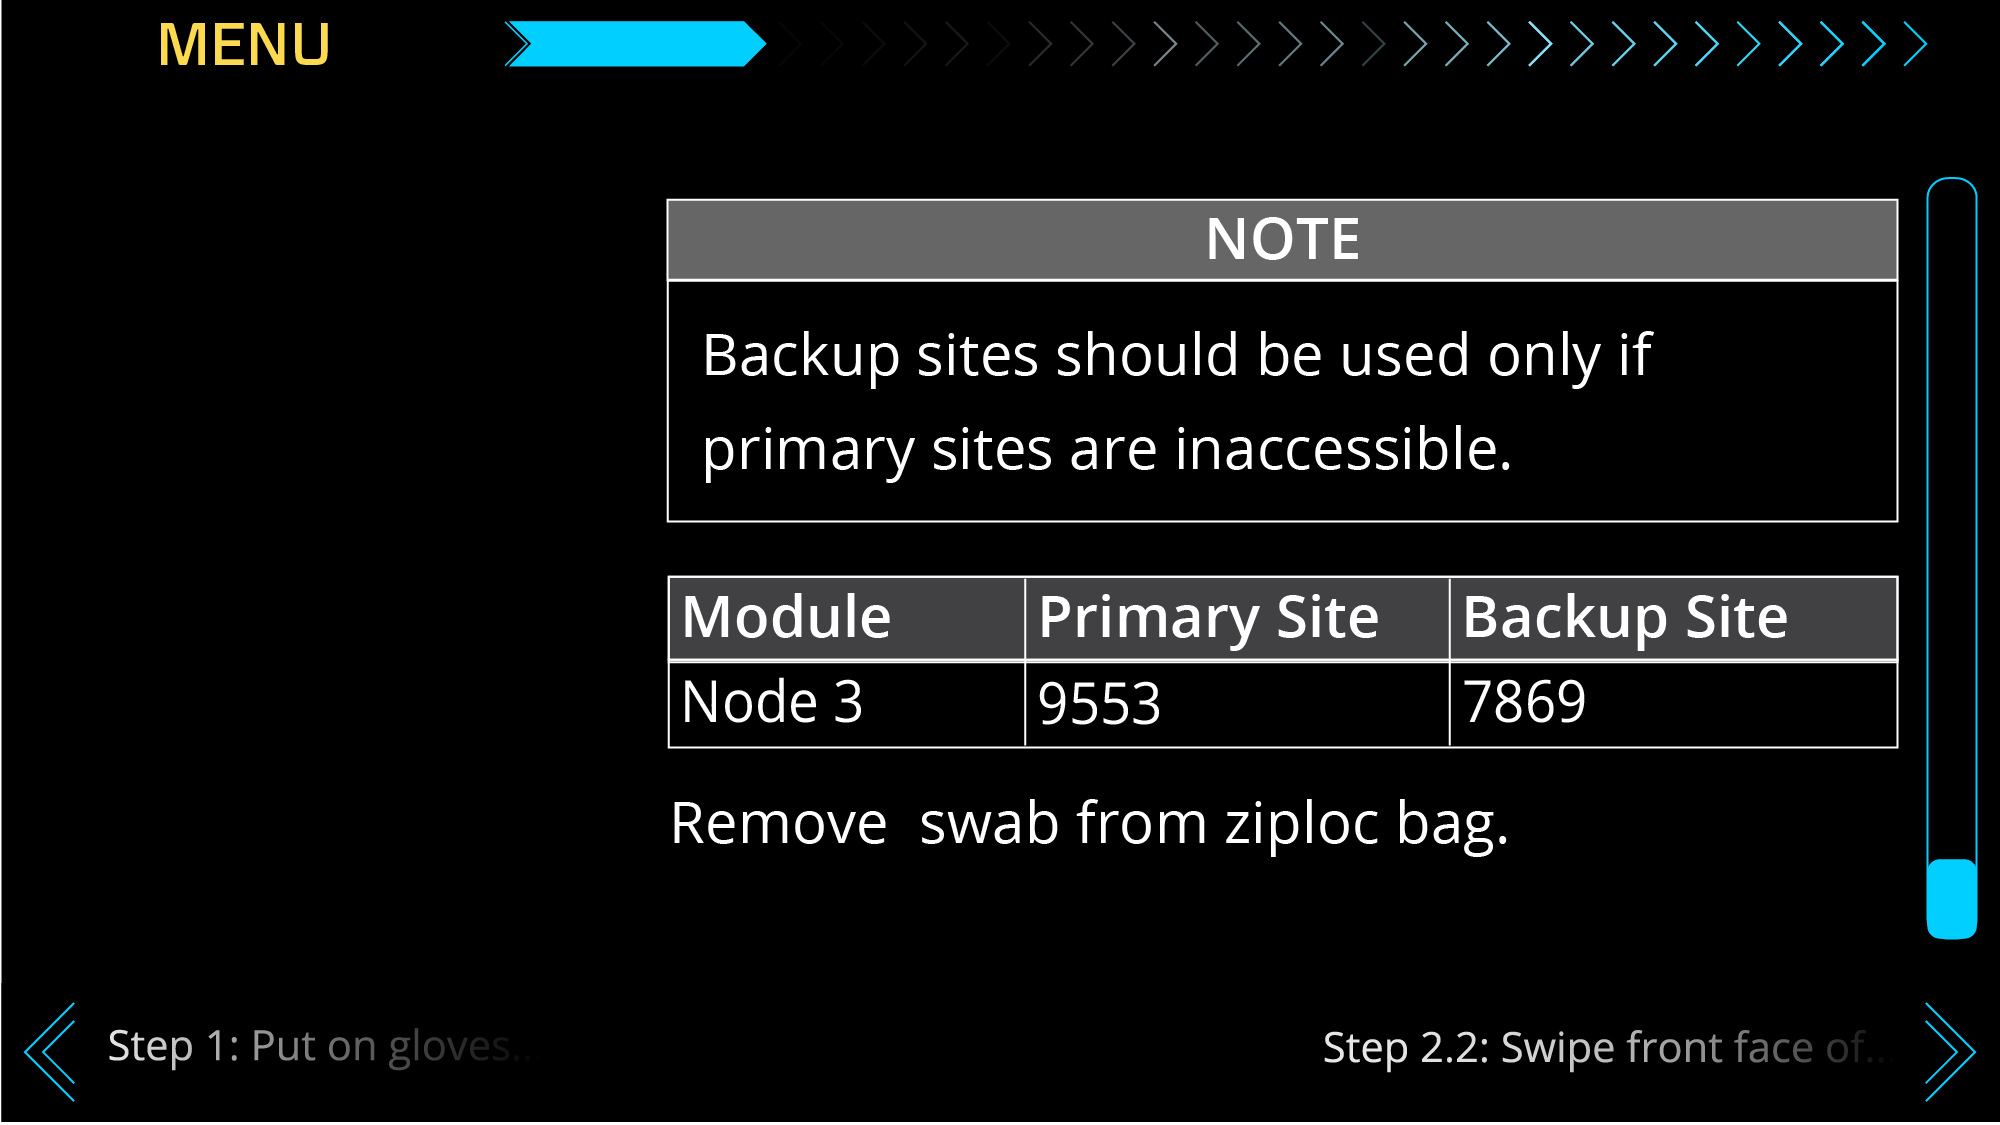 MENU
NOTE
Backup sites should be used only if
primary sites are inaccessible.
Module Primary Site Backup Site
Node 3 9553 7869
Remove  swab from ziploc bag.
Step 1: Put on gloves...
Step 2.2: Swipe front face of...